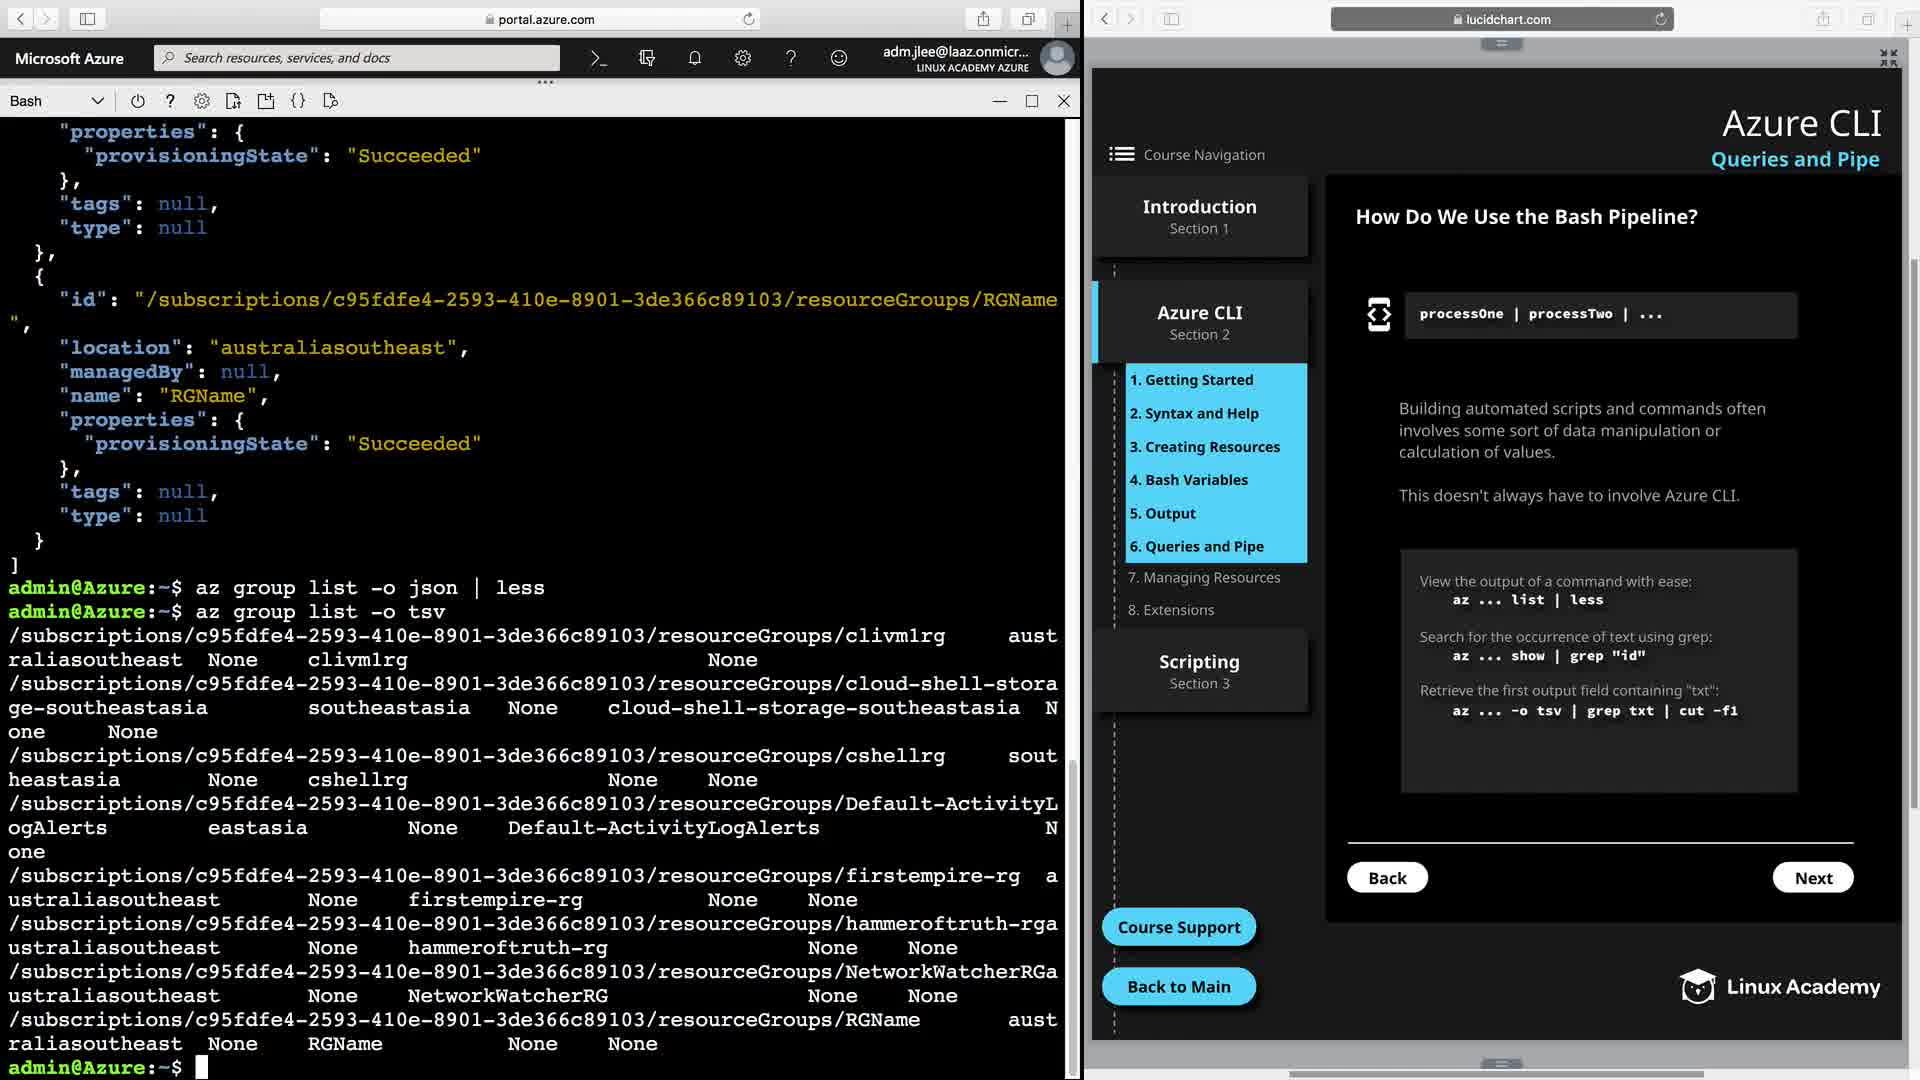 portal.azure.com
Microsoft Azure
Search resources, services, and docs
adm.jlee@laaz.onmicr...
LINUX ACADEMY AZURE
Bash
"properties": {
"provisioningState": "Succeeded"
},
"tags": null,
"type": null
},
{
"id": "/subscriptions/c95fdfe4-2593-410e-8901-3de366c89103/resourceGroups/RGName
",
"location": "australiasoutheast",
"managedBy": null,
"name": "RGName",
"properties": {
"provisioningState": "Succeeded"
},
"tags": null,
"type": null
}
]
admin@Azure:~$ az group list -o json | less
admin@Azure:~$ az group list -o tsv
/subscriptions/c95fdfe4-2593-410e-8901-3de366c89103/resourceGroups/clivm1rg aust
raliasoutheast None clivm1rg None
/subscriptions/c95fdfe4-2593-410e-8901-3de366c89103/resourceGroups/cloud-shell-stora
ge-southeastasia southeastasia None cloud-shell-storage-southeastasia N
one None
/subscriptions/c95fdfe4-2593-410e-8901-3de366c89103/resourceGroups/cshellrg sout
heastasia None cshellrg None None
/subscriptions/c95fdfe4-2593-410e-8901-3de366c89103/resourceGroups/Default-ActivityL
ogAlerts eastasia None Default-ActivityLogAlerts N
one
/subscriptions/c95fdfe4-2593-410e-8901-3de366c89103/resourceGroups/firstempire-rg a
ustraliasoutheast None firstempire-rg None None
/subscriptions/c95fdfe4-2593-410e-8901-3de366c89103/resourceGroups/hammeroftruth-rga
ustraliasoutheast None hammeroftruth-rg None None
/subscriptions/c95fdfe4-2593-410e-8901-3de366c89103/resourceGroups/NetworkWatcherRGa
ustraliasoutheast None NetworkWatcherRG None None
/subscriptions/c95fdfe4-2593-410e-8901-3de366c89103/resourceGroups/RGName aust
raliasoutheast None RGName None None
admin@Azure:~$
lucidchart.com
Azure CLI
Queries and Pipe
Course Navigation
Introduction
Section 1
Azure CLI
Section 2
1. Getting Started
2. Syntax and Help
3. Creating Resources
4. Bash Variables
5. Output
6. Queries and Pipe
7. Managing Resources
8. Extensions
Scripting
Section 3
Course Support
Back to Main
How Do We Use the Bash Pipeline?
processOne | processTwo | ...
Building automated scripts and commands often
involves some sort of data manipulation or
calculation of values.
This doesn't always have to involve Azure CLI.
View the output of a command with ease:
az ... list | less
Search for the occurrence of text using grep:
az ... show | grep "id"
Retrieve the first output field containing "txt":
az ... -o tsv | grep txt | cut -f1
Back
Next
Linux Academy